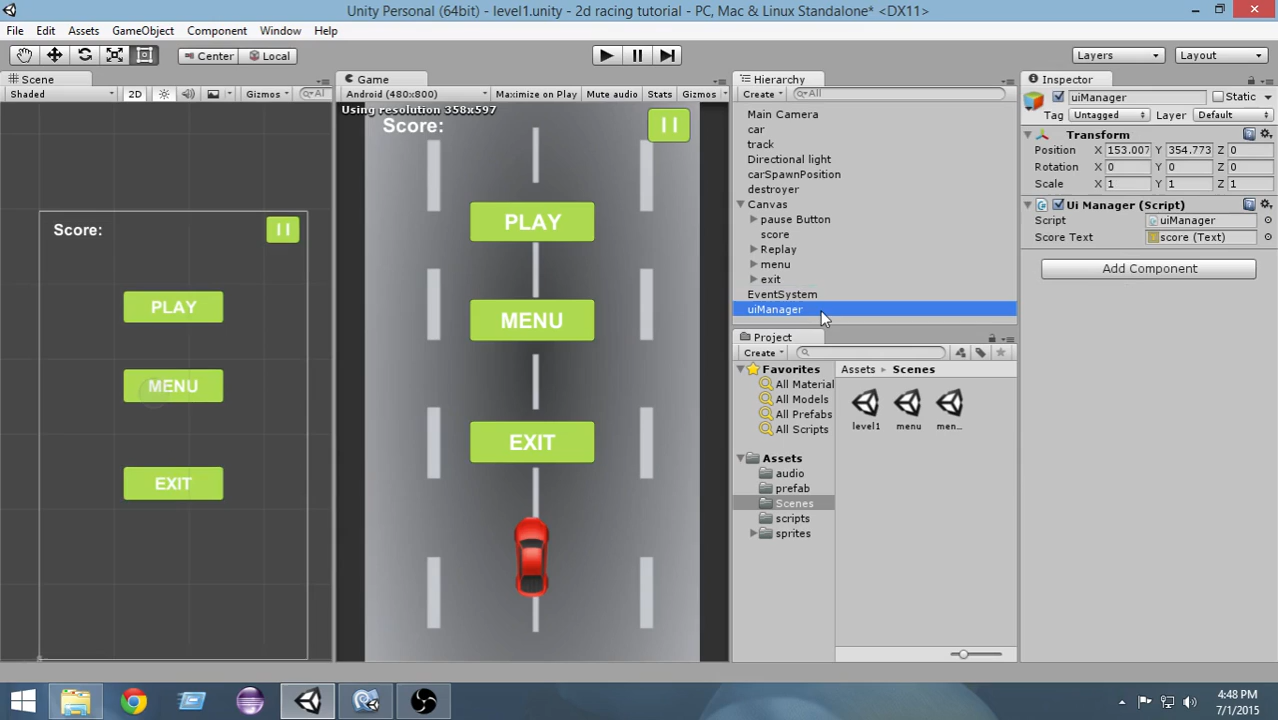 Unity Personal (64bit) - level1.unity - 2d racing tutorial - PC, Mac & Linux Standalone* <DX11>
File Edit Assets GameObject Component Window Help
Center Local Layers Layout
Scene
Shaded 2D Gizmos All
Score:
PLAY
MENU
EXIT
Game
Android (480x800) Maximize on Play Mute audio Stats Gizmos
Using resolution 358x597
Score:
PLAY
MENU
EXIT
Hierarchy
Create All
Main Camera
car
track
Directional light
carSpawnPosition
destroyer
Canvas
pause Button
score
Replay
menu
exit
EventSystem
uiManager
Project
Create
Favorites
All Material
All Models
All Prefabs
All Scripts
Assets
audio
prefab
Scenes
scripts
sprites
Assets Scenes
level1 menu men...
Inspector
uiManager Static
Tag Untagged Layer Default
Transform
Position X 153.007 Y 354.773 Z 0
Rotation X 0 Y 0 Z 0
Scale X 1 Y 1 Z 1
Ui Manager (Script)
Script uiManager
Score Text score (Text)
Add Component
4:48 PM
7/1/2015